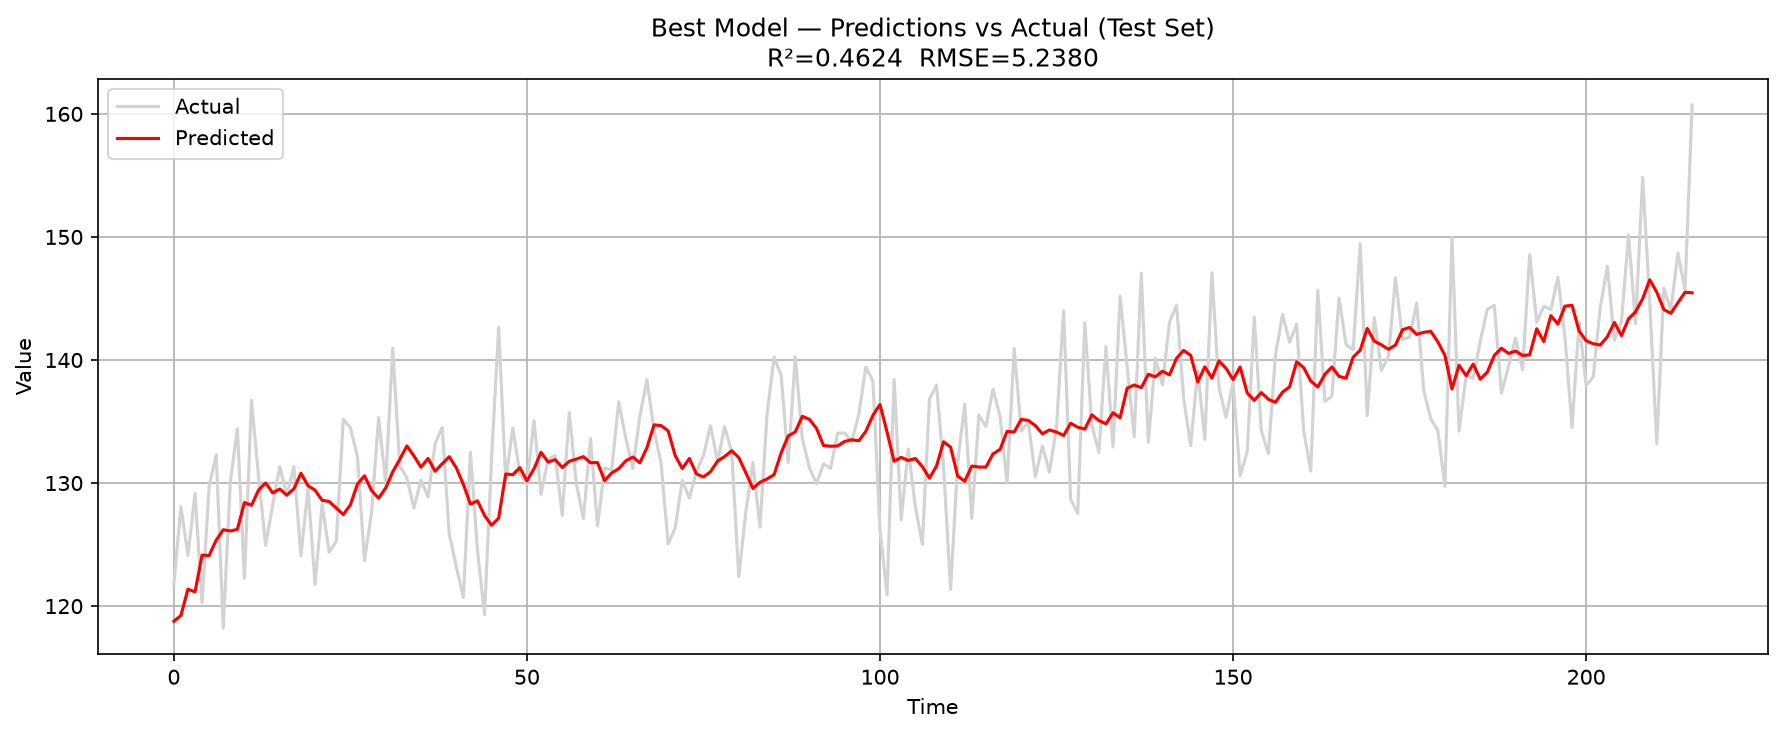 Best Model — Predictions vs Actual (Test Set)
R²=0.4624  RMSE=5.2380
Actual
Predicted
Value
160
150
140
130
120
0
50
100
150
200
Time